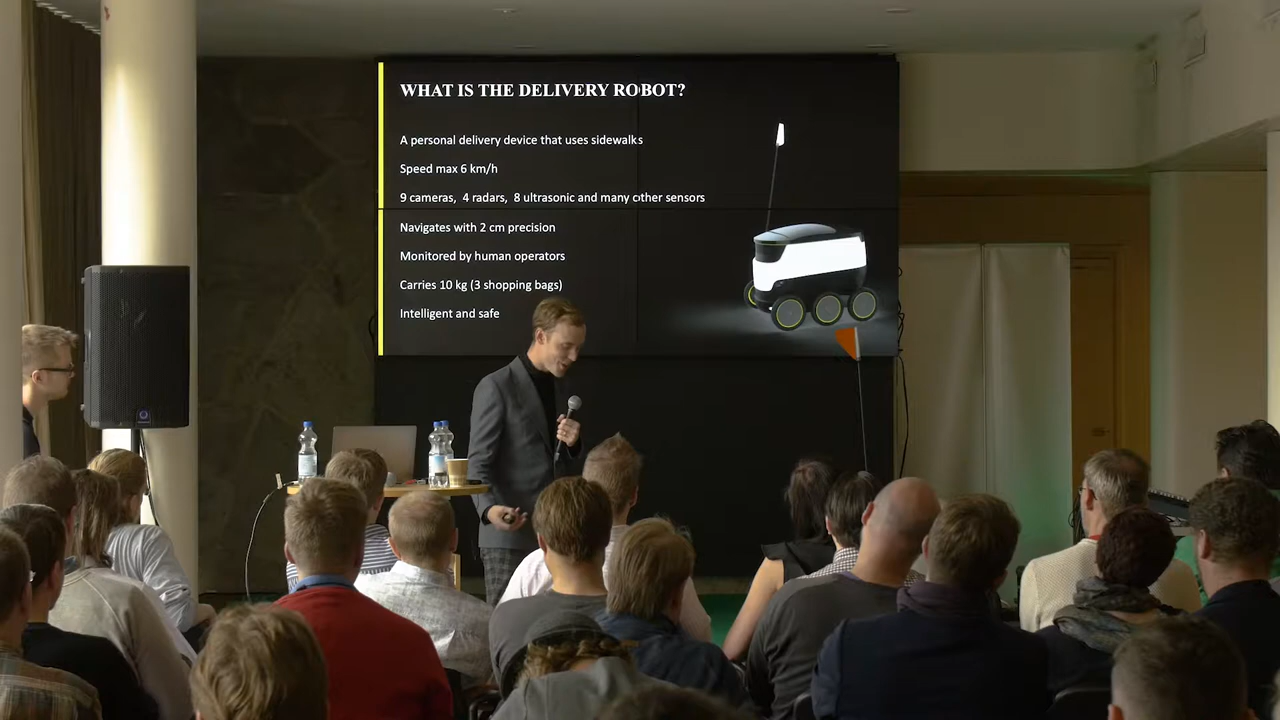 WHAT IS THE DELIVERY ROBOT?
A personal delivery device that uses sidewalks
Speed max 6 km/h
9 cameras, 4 radars, 8 ultrasonic and many other sensors
Navigates with 2 cm precision
Monitored by human operators
Carries 10 kg (3 shopping bags)
Intelligent and safe